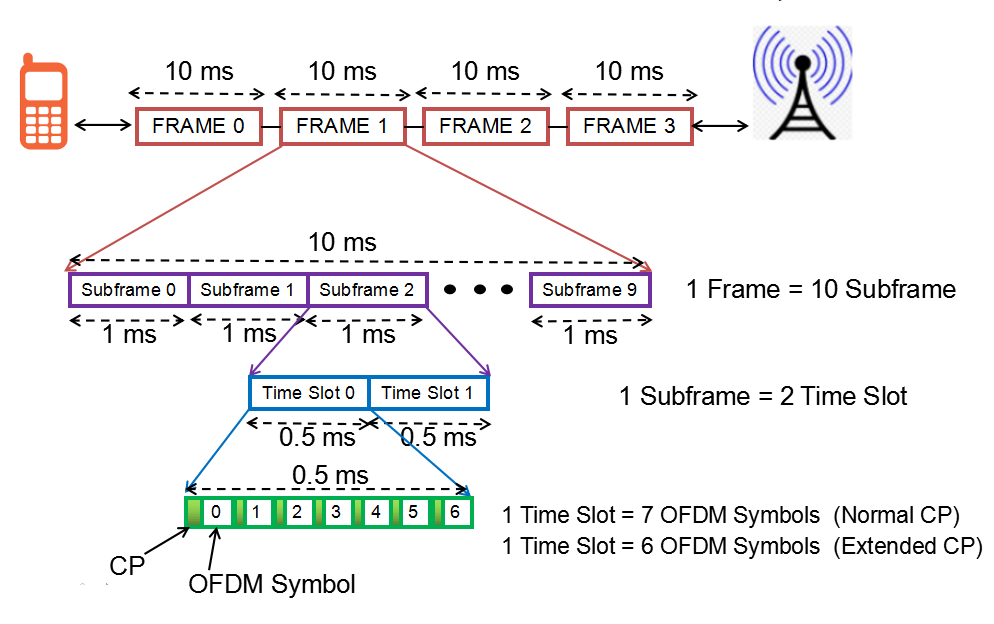 10 ms 10 ms 10 ms 10 ms
FRAME 0 FRAME 1 FRAME 2 FRAME 3
10 ms
Subframe 0 Subframe 1 Subframe 2 Subframe 9 1 Frame = 10 Subframe
1 ms 1 ms 1 ms 1 ms
Time Slot 0 Time Slot 1 1 Subframe = 2 Time Slot
0.5 ms 0.5 ms
0.5 ms
0 1 2 3 4 5 6 1 Time Slot = 7 OFDM Symbols (Normal CP)
1 Time Slot = 6 OFDM Symbols (Extended CP)
CP
OFDM Symbol